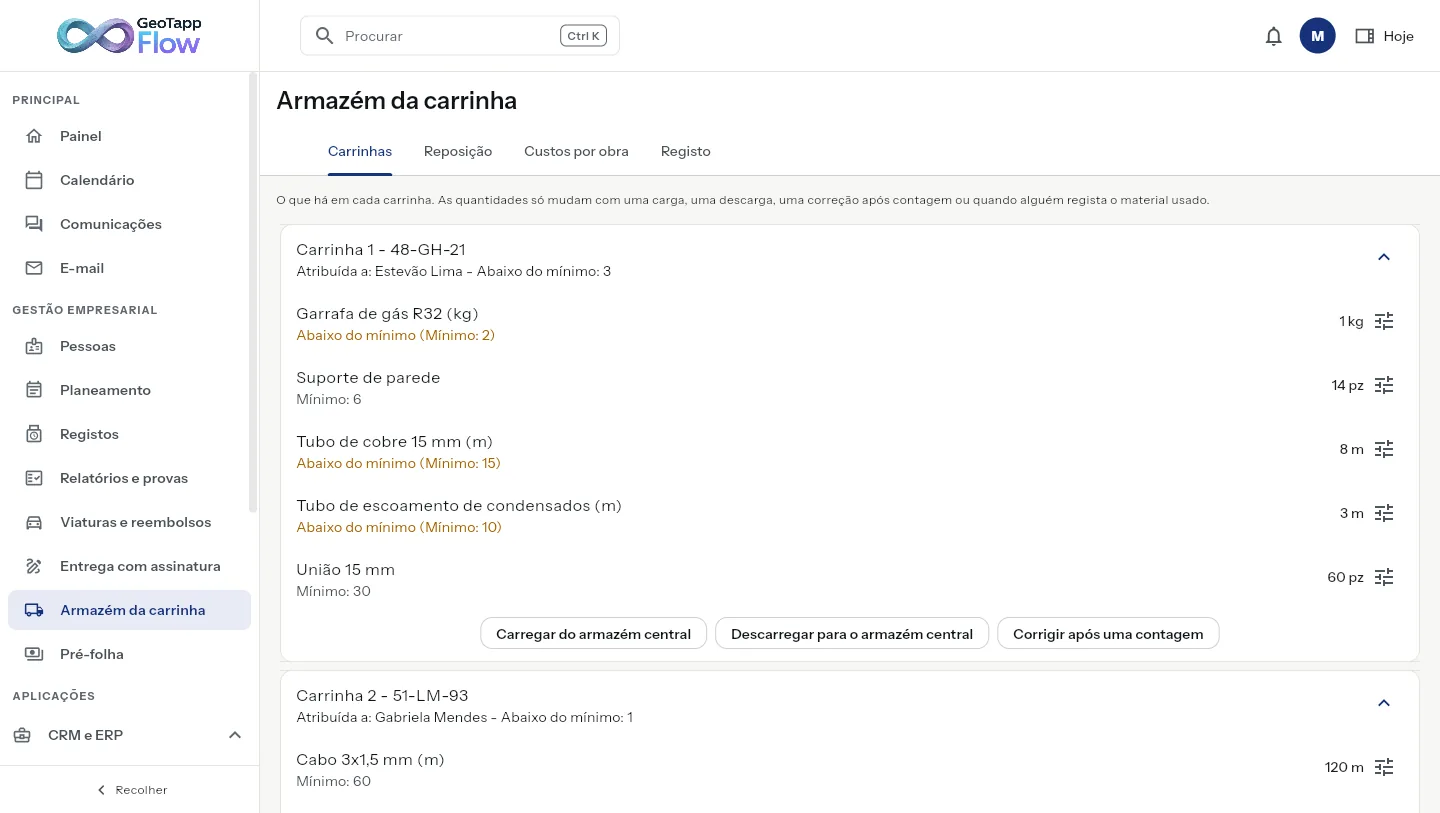 GeoTapp
Flow
Procurar
Ctrl K
M
Hoje
PRINCIPAL
Painel
Calendário
Comunicações
E-mail
GESTÃO EMPRESARIAL
Pessoas
Planeamento
Registos
Relatórios e provas
Viaturas e reembolsos
Entrega com assinatura
Armazém da carrinha
Pré-folha
APLICAÇÕES
CRM e ERP
Recolher
Armazém da carrinha
Carrinhas
Reposição
Custos por obra
Registo
O que há em cada carrinha. As quantidades só mudam com uma carga, uma descarga, uma correção após contagem ou quando alguém regista o material usado.
Carrinha 1 - 48-GH-21
Atribuída a: Estevão Lima - Abaixo do mínimo: 3
Garrafa de gás R32 (kg)
Abaixo do mínimo (Mínimo: 2)
1 kg
Suporte de parede
Mínimo: 6
14 pz
Tubo de cobre 15 mm (m)
Abaixo do mínimo (Mínimo: 15)
8 m
Tubo de escoamento de condensados (m)
Abaixo do mínimo (Mínimo: 10)
3 m
União 15 mm
Mínimo: 30
60 pz
Carregar do armazém central
Descarregar para o armazém central
Corrigir após uma contagem
Carrinha 2 - 51-LM-93
Atribuída a: Gabriela Mendes - Abaixo do mínimo: 1
Cabo 3x1,5 mm (m)
Mínimo: 60
120 m